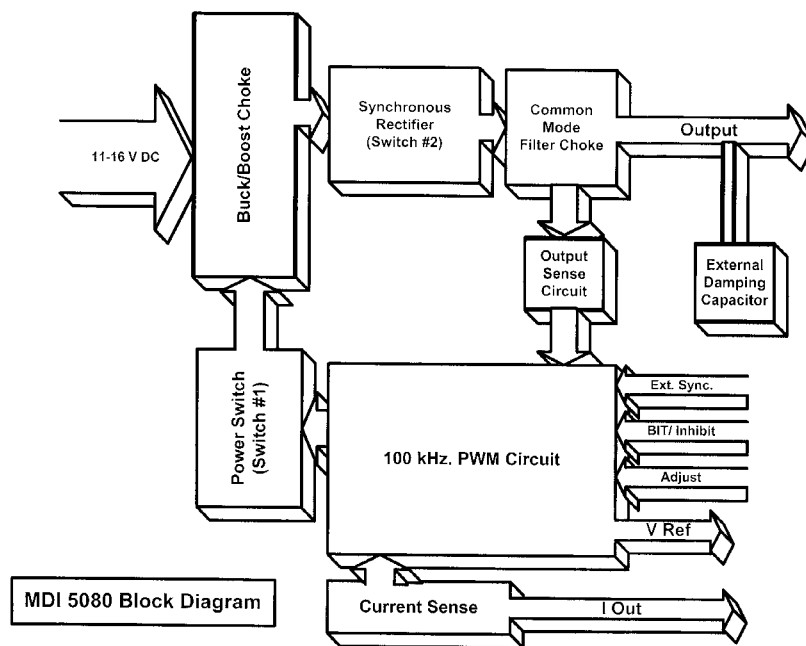 11-16 V DC
Buck/Boost Choke
Synchronous
Rectifier
(Switch #2)
Common
Mode
Filter Choke
Output
Output
Sense
Circuit
External
Damping
Capacitor
Power Switch
(Switch #1)
100 kHz. PWM Circuit
Ext. Sync.
BIT/ Inhibit
Adjust
V Ref
Current Sense
I Out
MDI 5080 Block Diagram